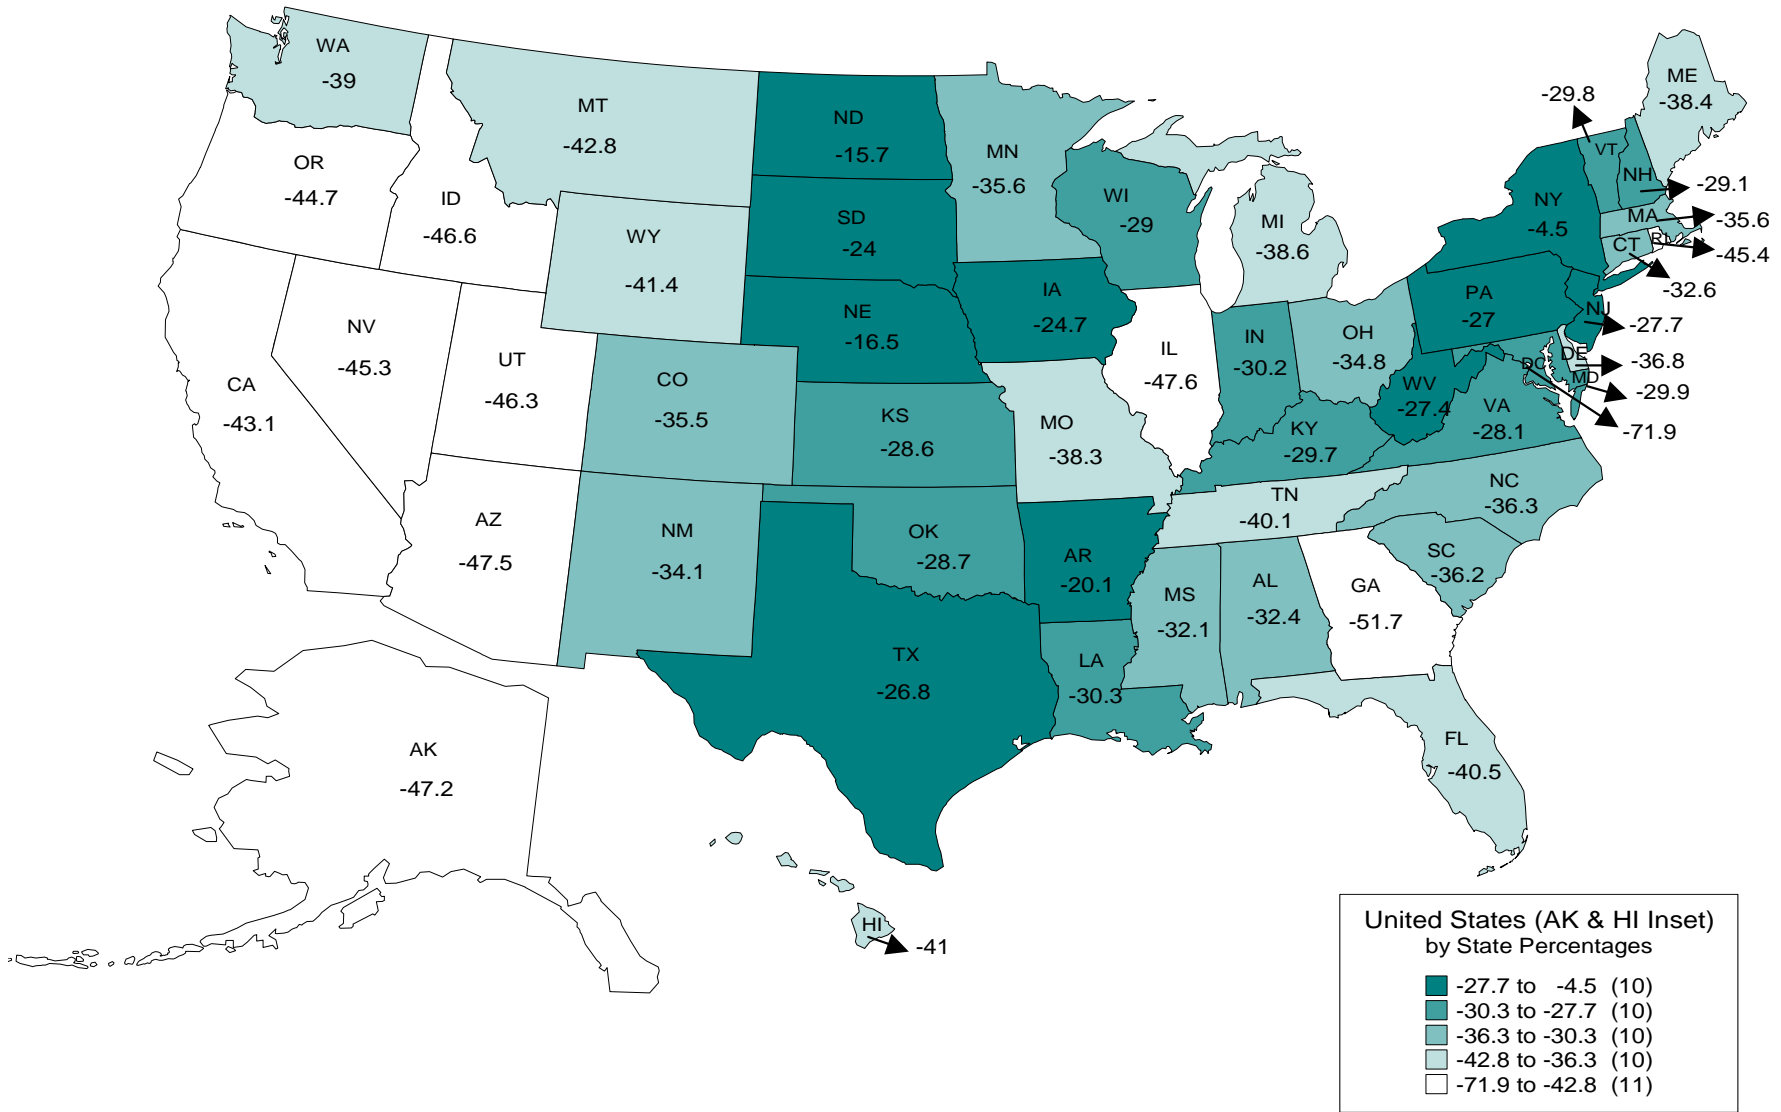 WA
-39
MT
-42.8
ND
-15.7
MN
-35.6
ME
-38.4
-29.8
VT
NH
-29.1
OR
-44.7
ID
-46.6
SD
-24
WI
-29
MI
-38.6
NY
-4.5
MA
-35.6
RI
-45.4
CT
-32.6
WY
-41.4
NE
-16.5
IA
-24.7
PA
-27
NJ
-27.7
NV
-45.3
UT
-46.3
CO
-35.5
IL
-47.6
IN
-30.2
OH
-34.8
DE
-36.8
DC
MD
-29.9
-71.9
CA
-43.1
KS
-28.6
MO
-38.3
KY
-29.7
WV
-27.4
VA
-28.1
AZ
-47.5
NM
-34.1
OK
-28.7
AR
-20.1
TN
-40.1
NC
-36.3
SC
-36.2
MS
-32.1
AL
-32.4
GA
-51.7
TX
-26.8
LA
-30.3
FL
-40.5
AK
-47.2
HI
-41
United States (AK & HI Inset)
by State Percentages
-27.7 to -4.5 (10)
-30.3 to -27.7 (10)
-36.3 to -30.3 (10)
-42.8 to -36.3 (10)
-71.9 to -42.8 (11)